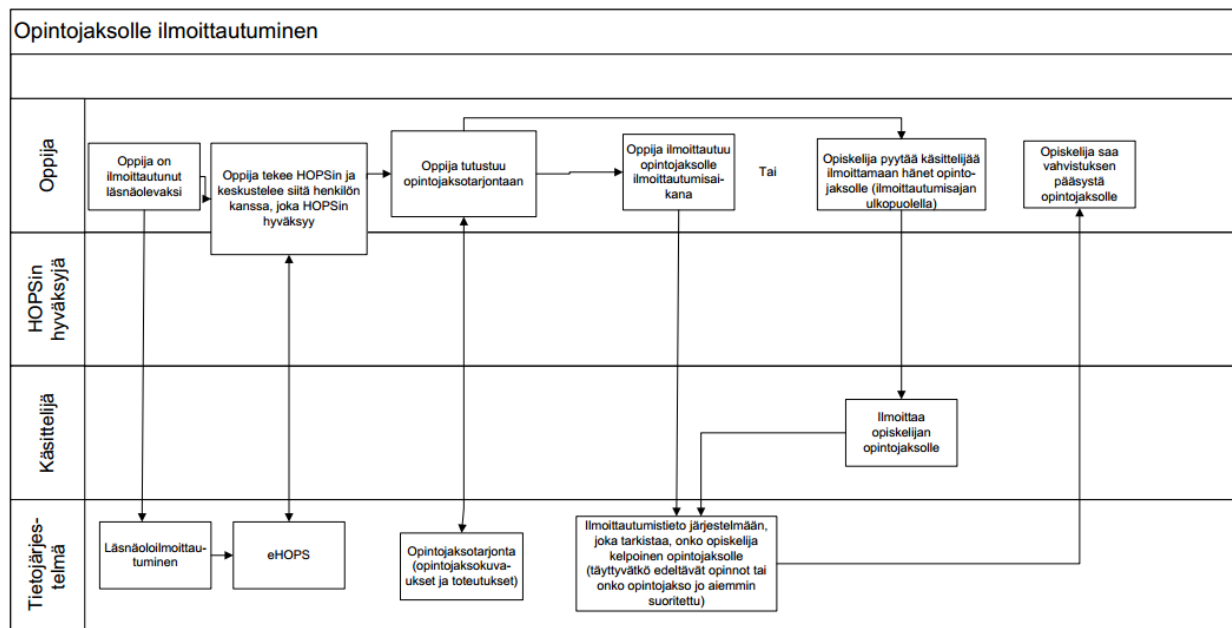 Opintojaksolle ilmoittautuminen
Oppija
Oppija on
ilmoittautunut
läsnäolevaksi
Oppija tekee HOPSin ja
keskustelee siitä henkilön
kanssa, joka HOPSin
hyväksyy
Oppija tutustuu
opintojaksotarjontaan
Oppija ilmoittautuu
opintojaksolle
ilmoittautumisai-
kana
Tai
Opiskelija pyytää käsittelijää
ilmoittamaan hänet opinto-
jaksolle (ilmoittautumisajan
ulkopuolella)
Opiskelija saa
vahvistuksen
pääsystä
opintojaksolle
HOPSin
hyväksyjä
Käsittelijä
Ilmoittaa
opiskelijan
opintojaksolle
Tietojärjes-
telmä
Läsnäoloilmoittau-
tuminen
eHOPS
Opintojaksotarjonta
(opintojaksokuva-
ukset ja toteutukset)
Ilmoittautumistieto järjestelmään,
joka tarkistaa, onko opiskelija
kelpoinen opintojaksolle
(täyttyvätkö edeltävät opinnot tai
onko opintojakso jo aiemmin
suoritettu)